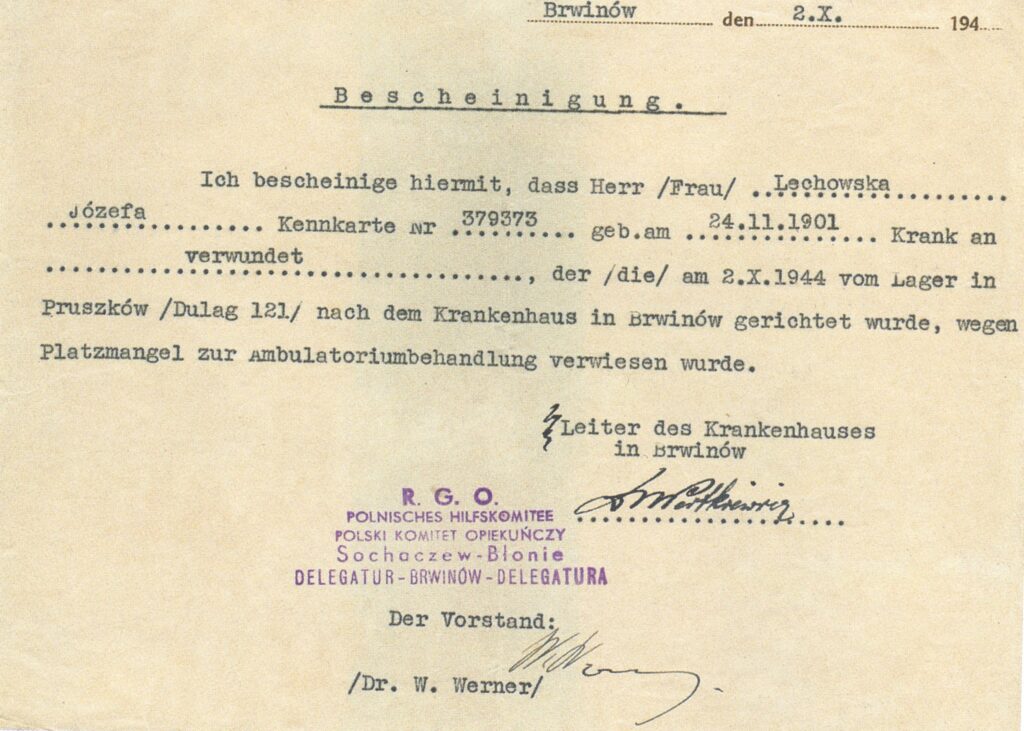 Brwinów den 2.X. 194
Bescheinigung.
Ich bescheinige hiermit, dass Herr /Frau/ Lechowska
Józefa Kennkarte Nr 379373 geb.am 24.11.1901 Krank an
verwundet, der /die/ am 2.X.1944 vom Lager in
Pruszków /Dulag 121/ nach dem Krankenhaus in Brwinów gerichtet wurde, wegen
Platzmangel zur Ambulatoriumbehandlung verwiesen wurde.
Leiter des Krankenhauses
in Brwinów
R. G. O.
POLNISCHES HILFSKOMITEE
POLSKI KOMITET OPIEKUŃCZY
Sochaczew-Błonie
DELEGATUR-BRWINÓW-DELEGATURA
Der Vorstand:
/Dr. W. Werner/